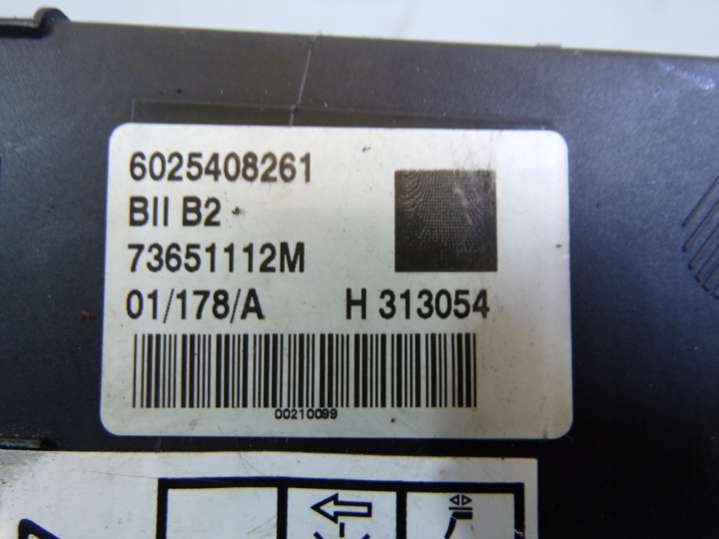 6025408261
BII B2
73651112M
01/178/A H 313054
00210099